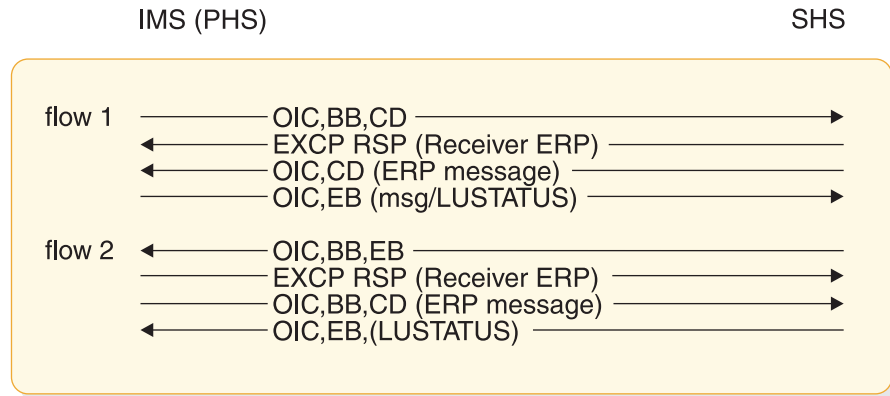 IMS (PHS) SHS
flow 1 OIC,BB,CD
EXCP RSP (Receiver ERP)
OIC,CD (ERP message)
OIC,EB (msg/LUSTATUS)
flow 2 OIC,BB,EB
EXCP RSP (Receiver ERP)
OIC,BB,CD (ERP message)
OIC,EB,(LUSTATUS)